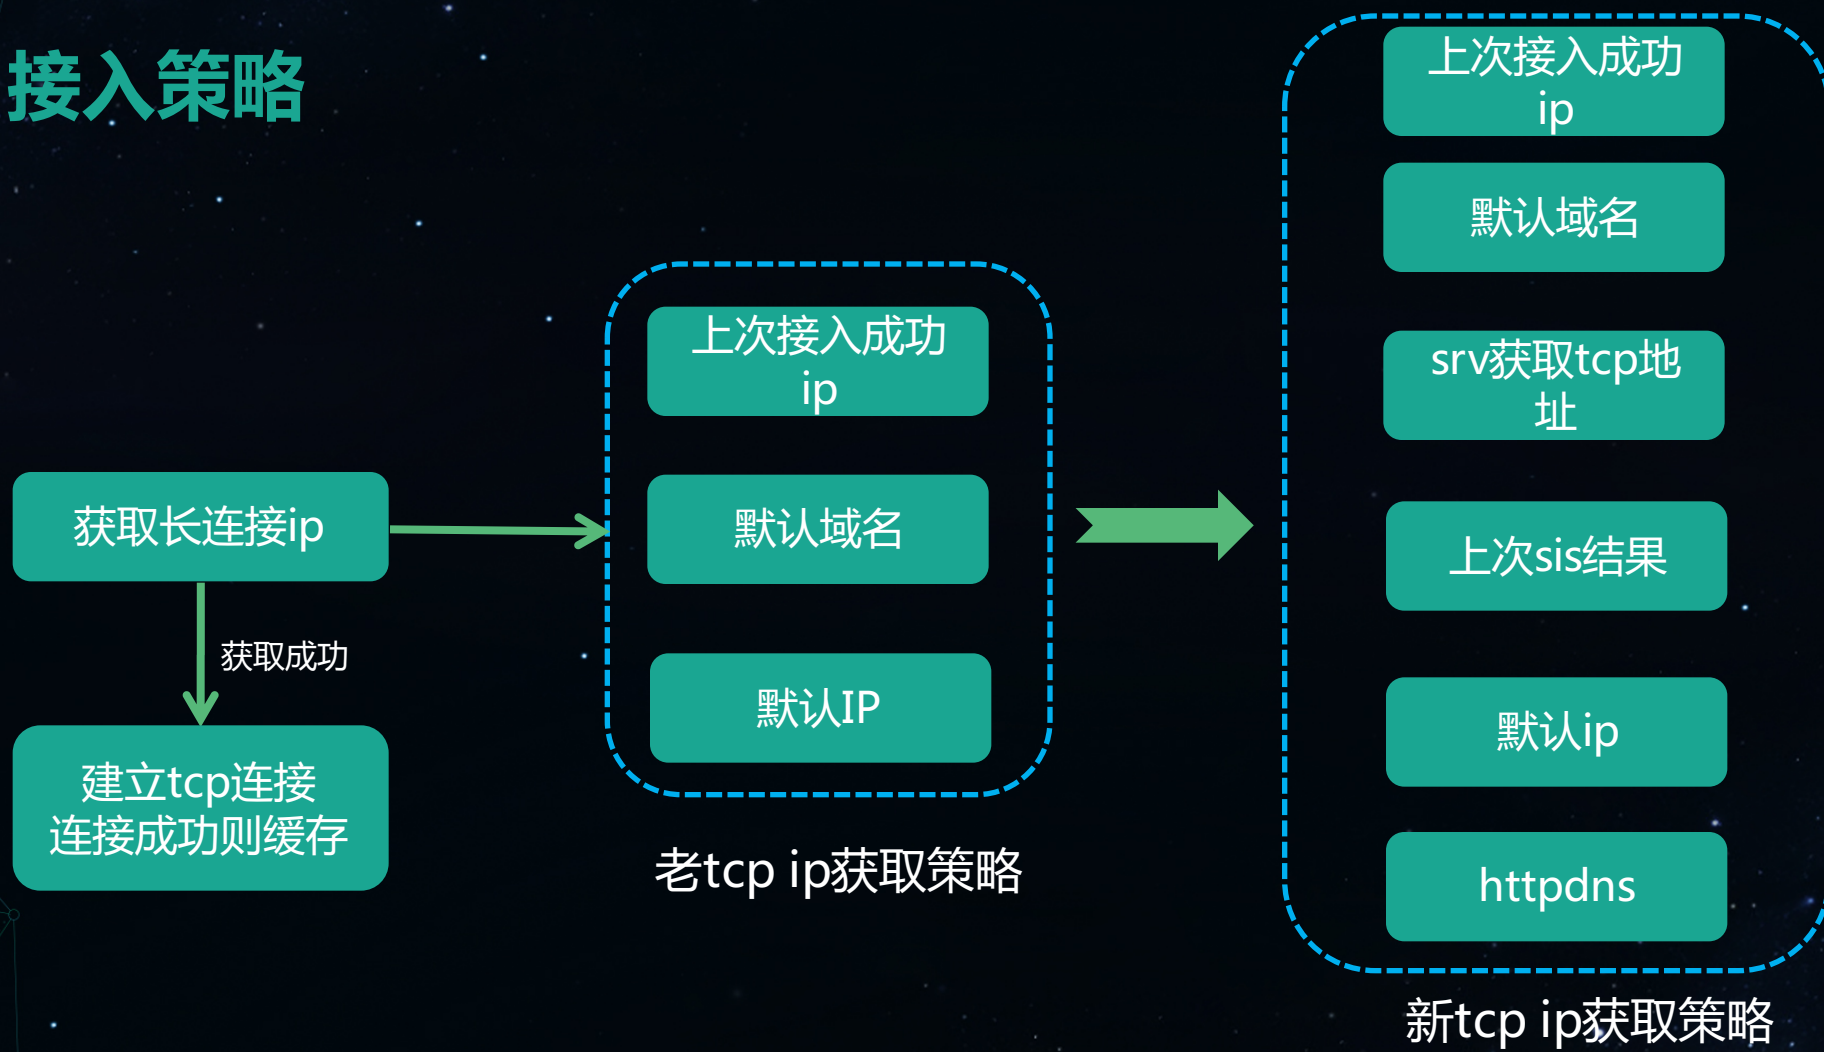 接入策略
获取长连接ip
获取成功
建立tcp连接
连接成功则缓存
上次接入成功
ip
默认域名
默认IP
老tcp ip获取策略
上次接入成功
ip
默认域名
srv获取tcp地
址
上次sis结果
默认ip
httpdns
新tcp ip获取策略